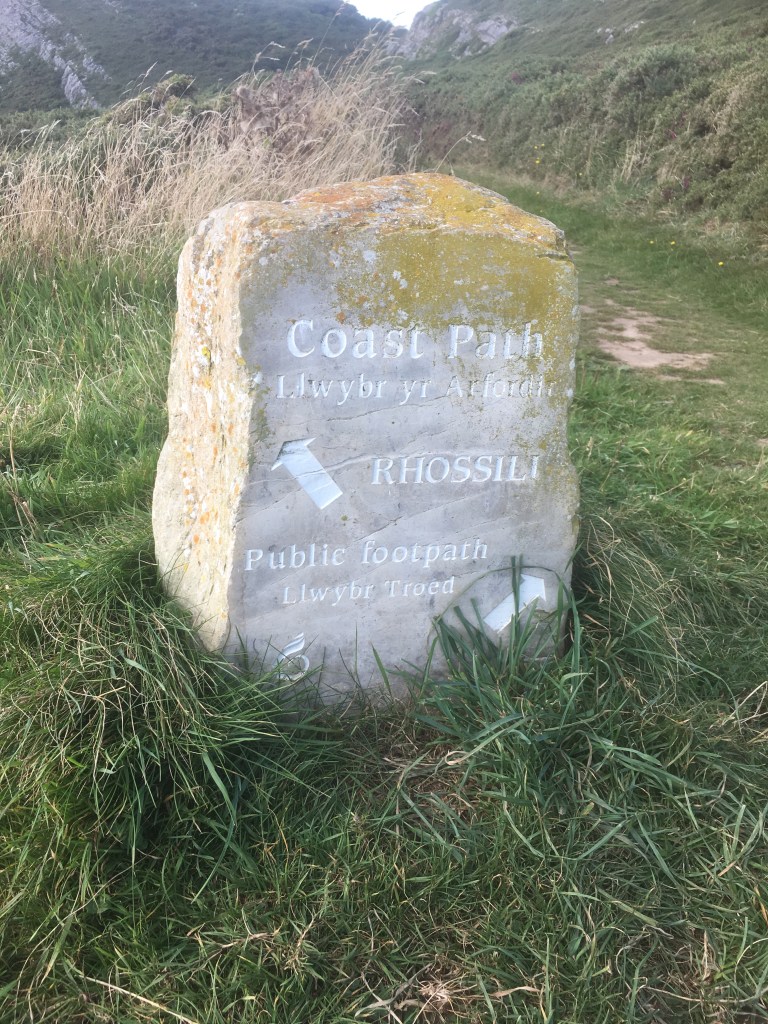 Coast Path
Llwybr yr Arfordir
RHOSSILI
Public footpath
Llwybr Troed